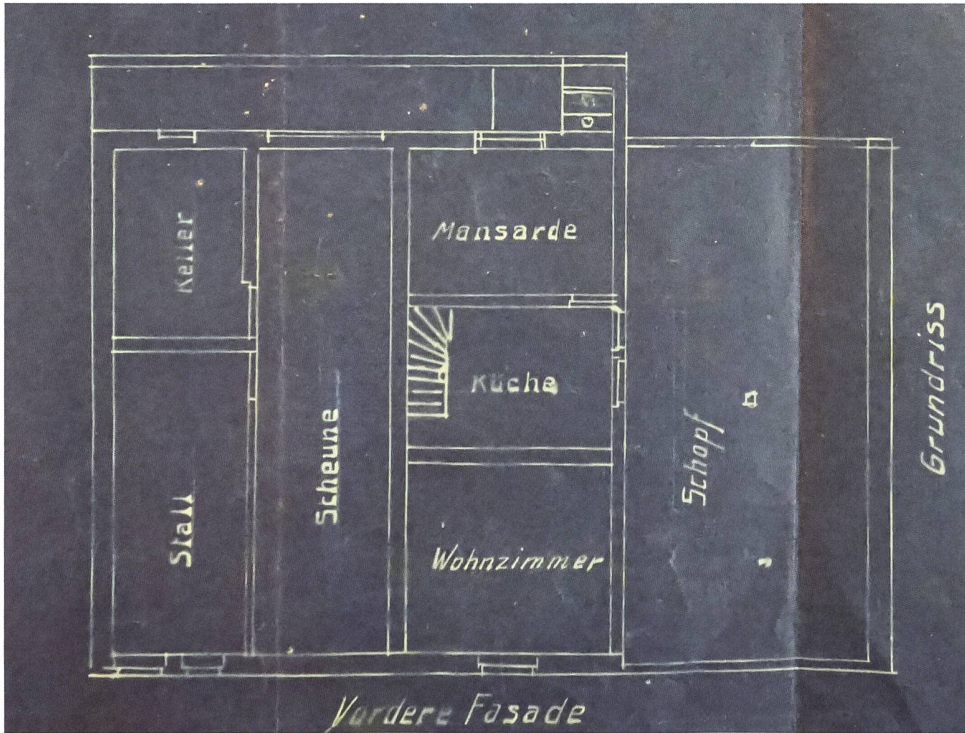 Keller
Mansarde
Küche
Stall
Scheune
Wohnzimmer
Schopf
Grundriss
Vordere Fasade